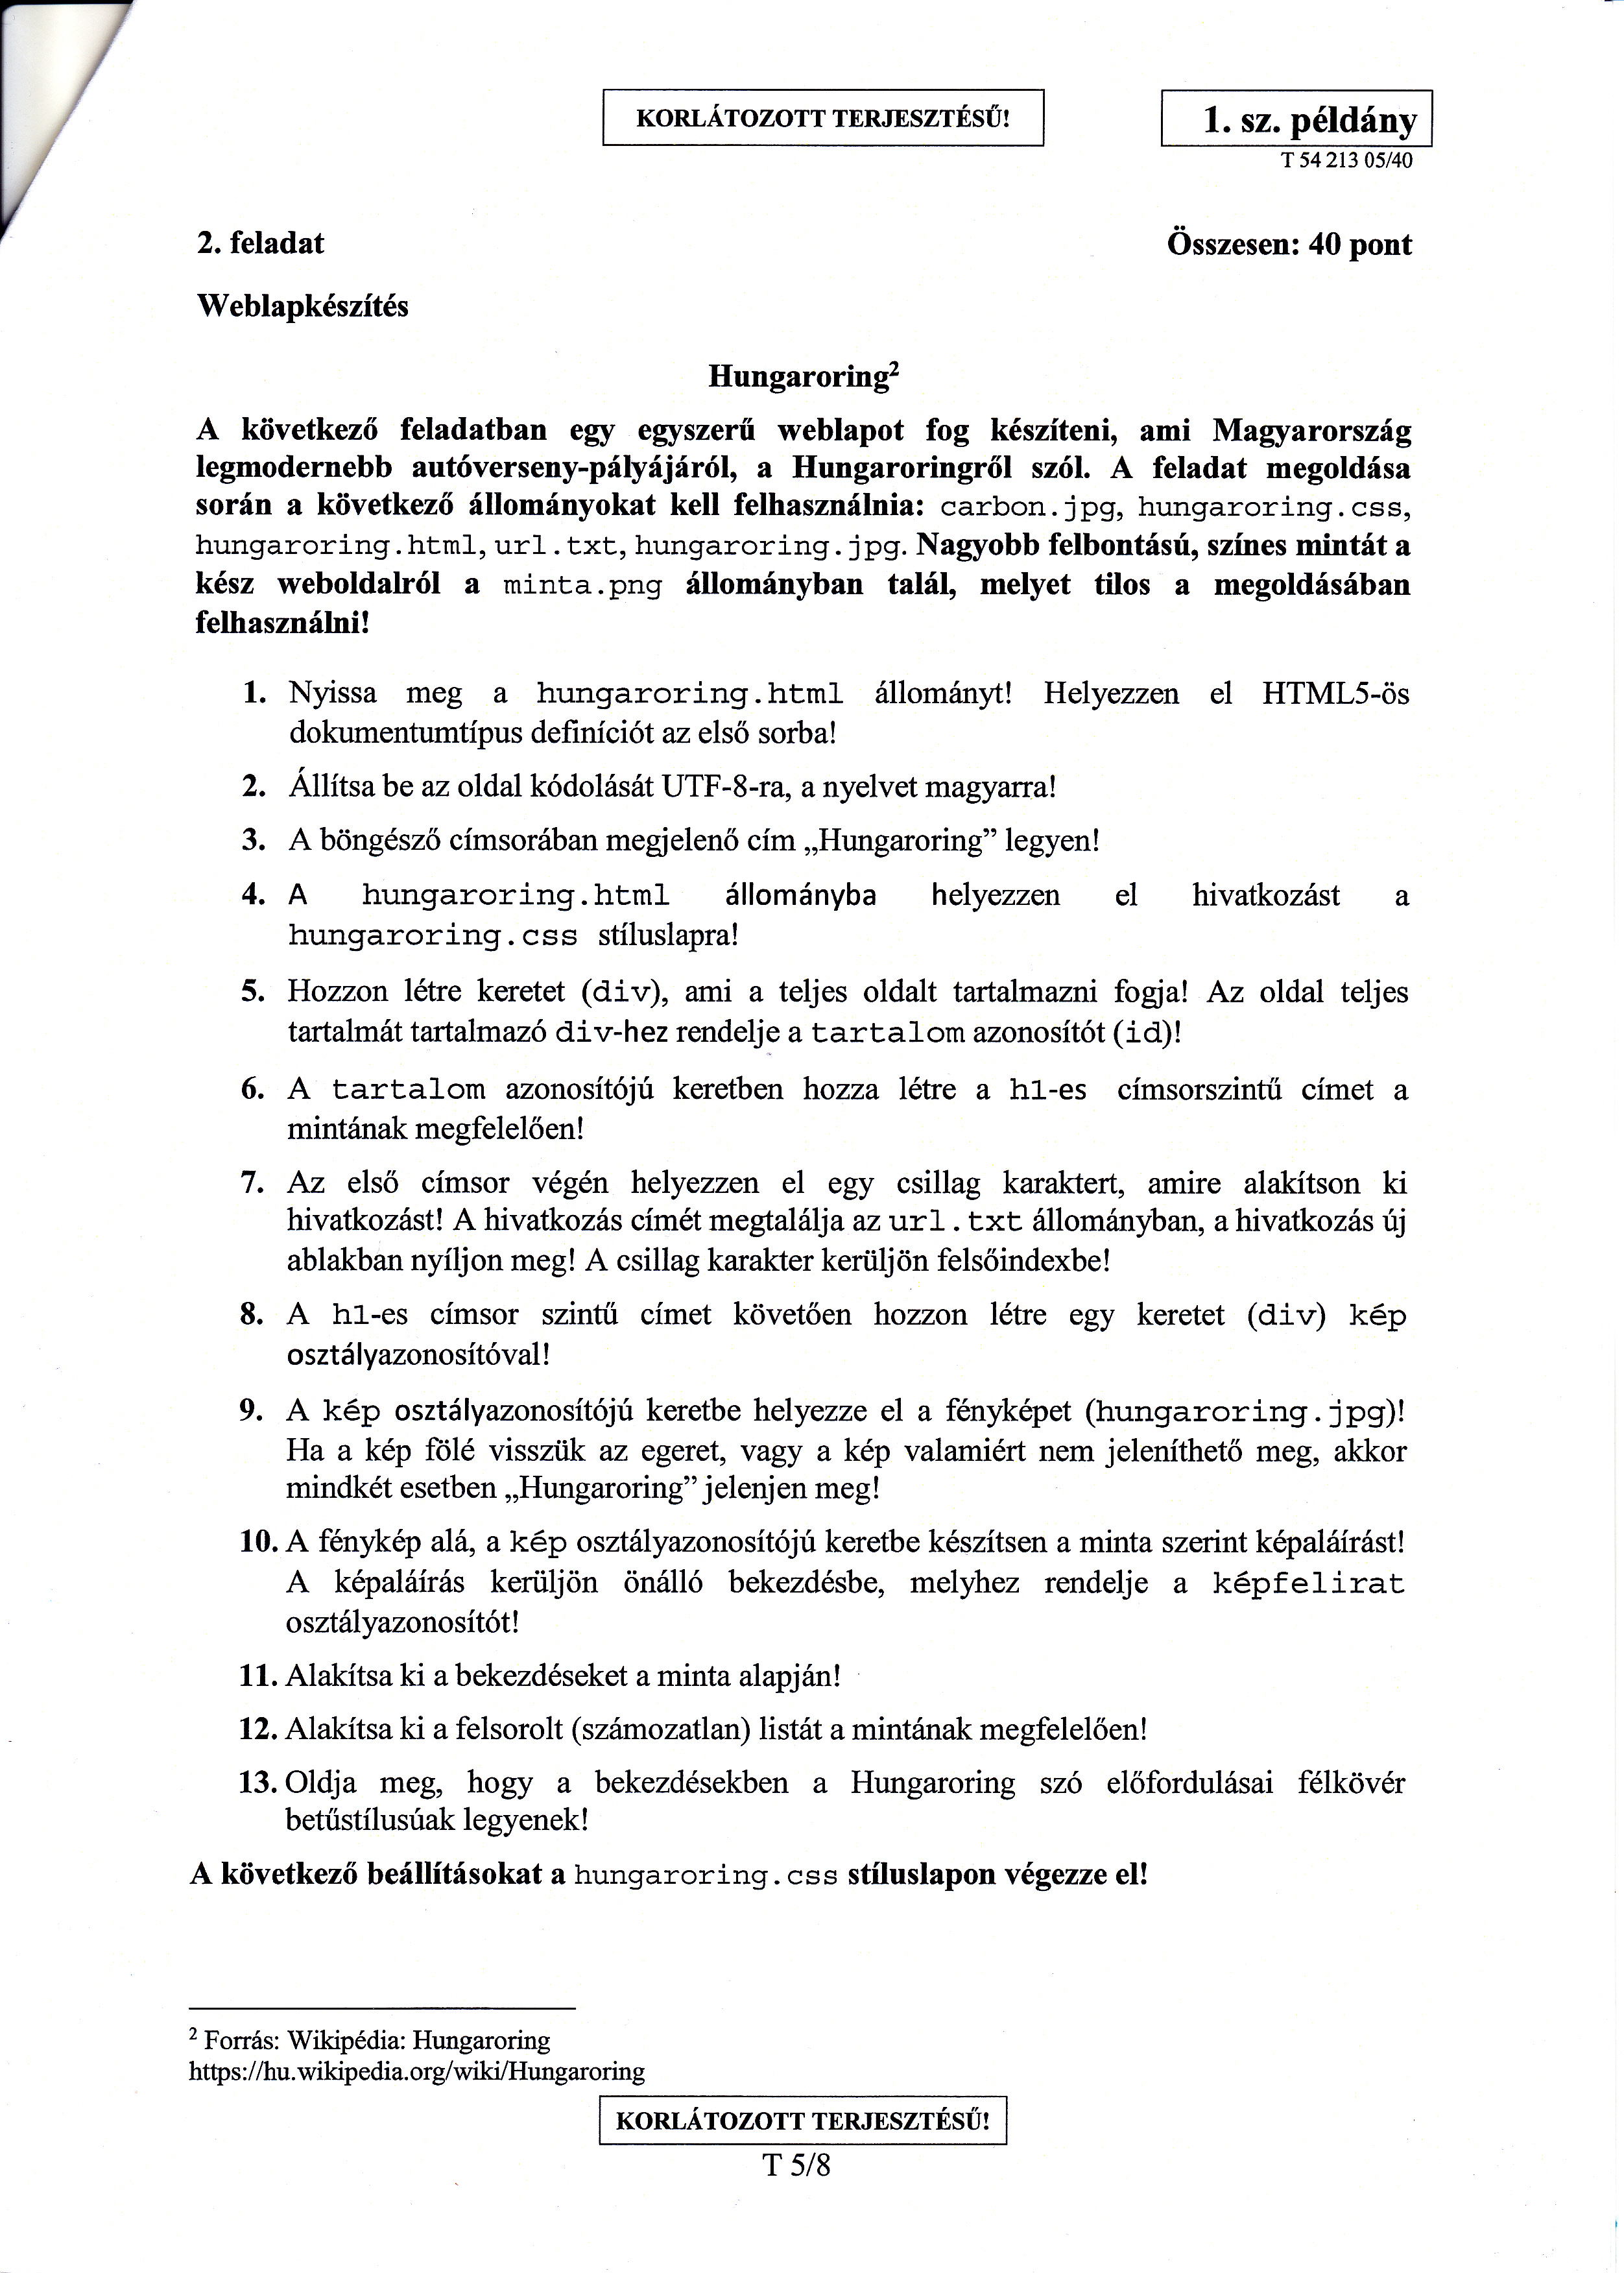 KORLÁTOZOTT TERJESZTÉSŰ!
1. sz. példány
T 54 213 05/40
2. feladat Összesen: 40 pont
Weblapkészítés
Hungaroring²
A következő feladatban egy egyszerű weblapot fog készíteni, ami Magyarország
legmodernebb autóverseny-pályájáról, a Hungaroringről szól. A feladat megoldása
során a következő állományokat kell felhasználnia: carbon.jpg, hungaroring.css,
hungaroring.html, url.txt, hungaroring.jpg. Nagyobb felbontású, színes mintát a
kész weboldalról a minta.png állományban talál, melyet tilos a megoldásában
felhasználni!
1. Nyissa meg a hungaroring.html állományt! Helyezzen el HTML5-ös
dokumentumtípus definíciót az első sorba!
2. Állítsa be az oldal kódolását UTF-8-ra, a nyelvet magyarra!
3. A böngésző címsorában megjelenő cím „Hungaroring” legyen!
4. A hungaroring.html állományba helyezzen el hivatkozást a
hungaroring.css stíluslapra!
5. Hozzon létre keretet (div), ami a teljes oldalt tartalmazni fogja! Az oldal teljes
tartalmát tartalmazó div-hez rendelje a tartalom azonosítót (id)!
6. A tartalom azonosítójú keretben hozza létre a h1-es címsorszintű címet a
mintának megfelelően!
7. Az első címsor végén helyezzen el egy csillag karaktert, amire alakítson ki
hivatkozást! A hivatkozás címét megtalálja az url.txt állományban, a hivatkozás új
ablakban nyíljon meg! A csillag karakter kerüljön felsőindexbe!
8. A h1-es címsor szintű címet követően hozzon létre egy keretet (div) kép
osztályazonosítóval!
9. A kép osztályazonosítójú keretbe helyezze el a fényképet (hungaroring.jpg)!
Ha a kép fölé visszük az egeret, vagy a kép valamiért nem jeleníthető meg, akkor
mindkét esetben „Hungaroring” jelenjen meg!
10. A fénykép alá, a kép osztályazonosítójú keretbe készítsen a minta szerint képaláírást!
A képaláírás kerüljön önálló bekezdésbe, melyhez rendelje a képfelirat
osztályazonosítót!
11. Alakítsa ki a bekezdéseket a minta alapján!
12. Alakítsa ki a felsorolt (számozatlan) listát a mintának megfelelően!
13. Oldja meg, hogy a bekezdésekben a Hungaroring szó előfordulásai félkövér
betűstílusúak legyenek!
A következő beállításokat a hungaroring.css stíluslapon végezze el!
² Forrás: Wikipédia: Hungaroring
https://hu.wikipedia.org/wiki/Hungaroring
KORLÁTOZOTT TERJESZTÉSŰ!
T 5/8